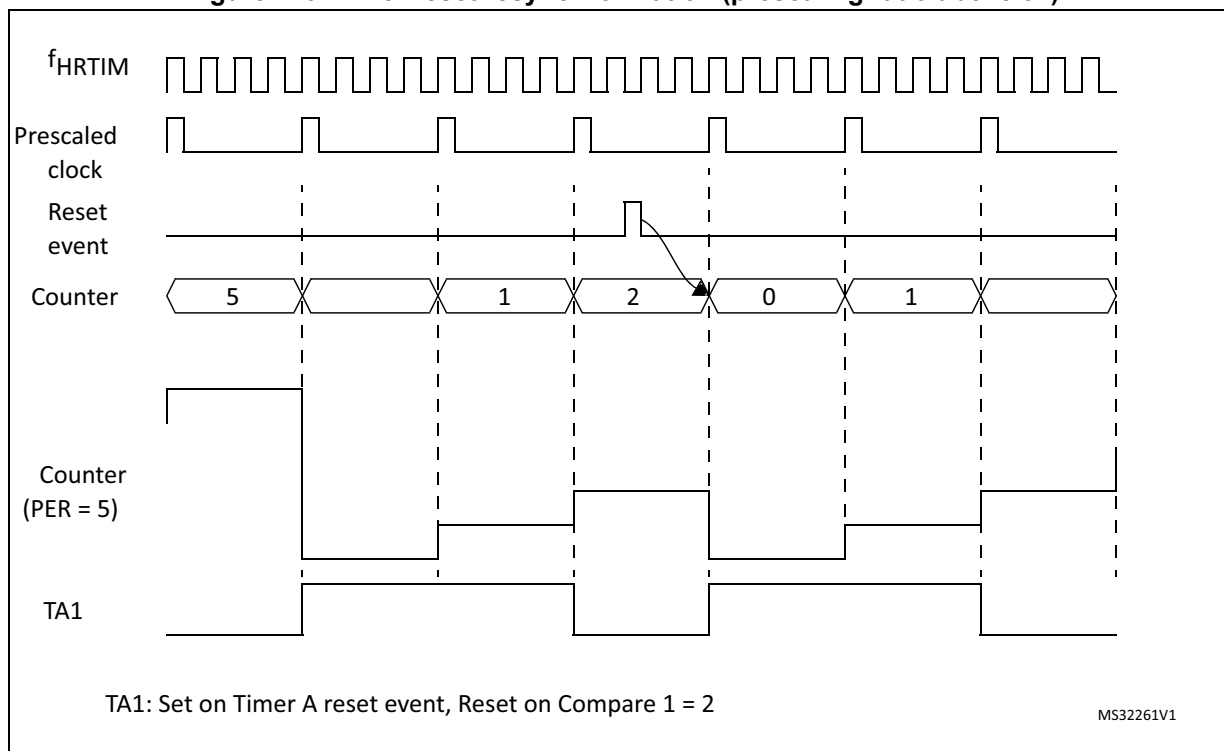 fHRTIM
Prescaled
clock
Reset
event
Counter 5 1 2 0 1
Counter
(PER = 5)
TA1
TA1: Set on Timer A reset event, Reset on Compare 1 = 2
MS32261V1